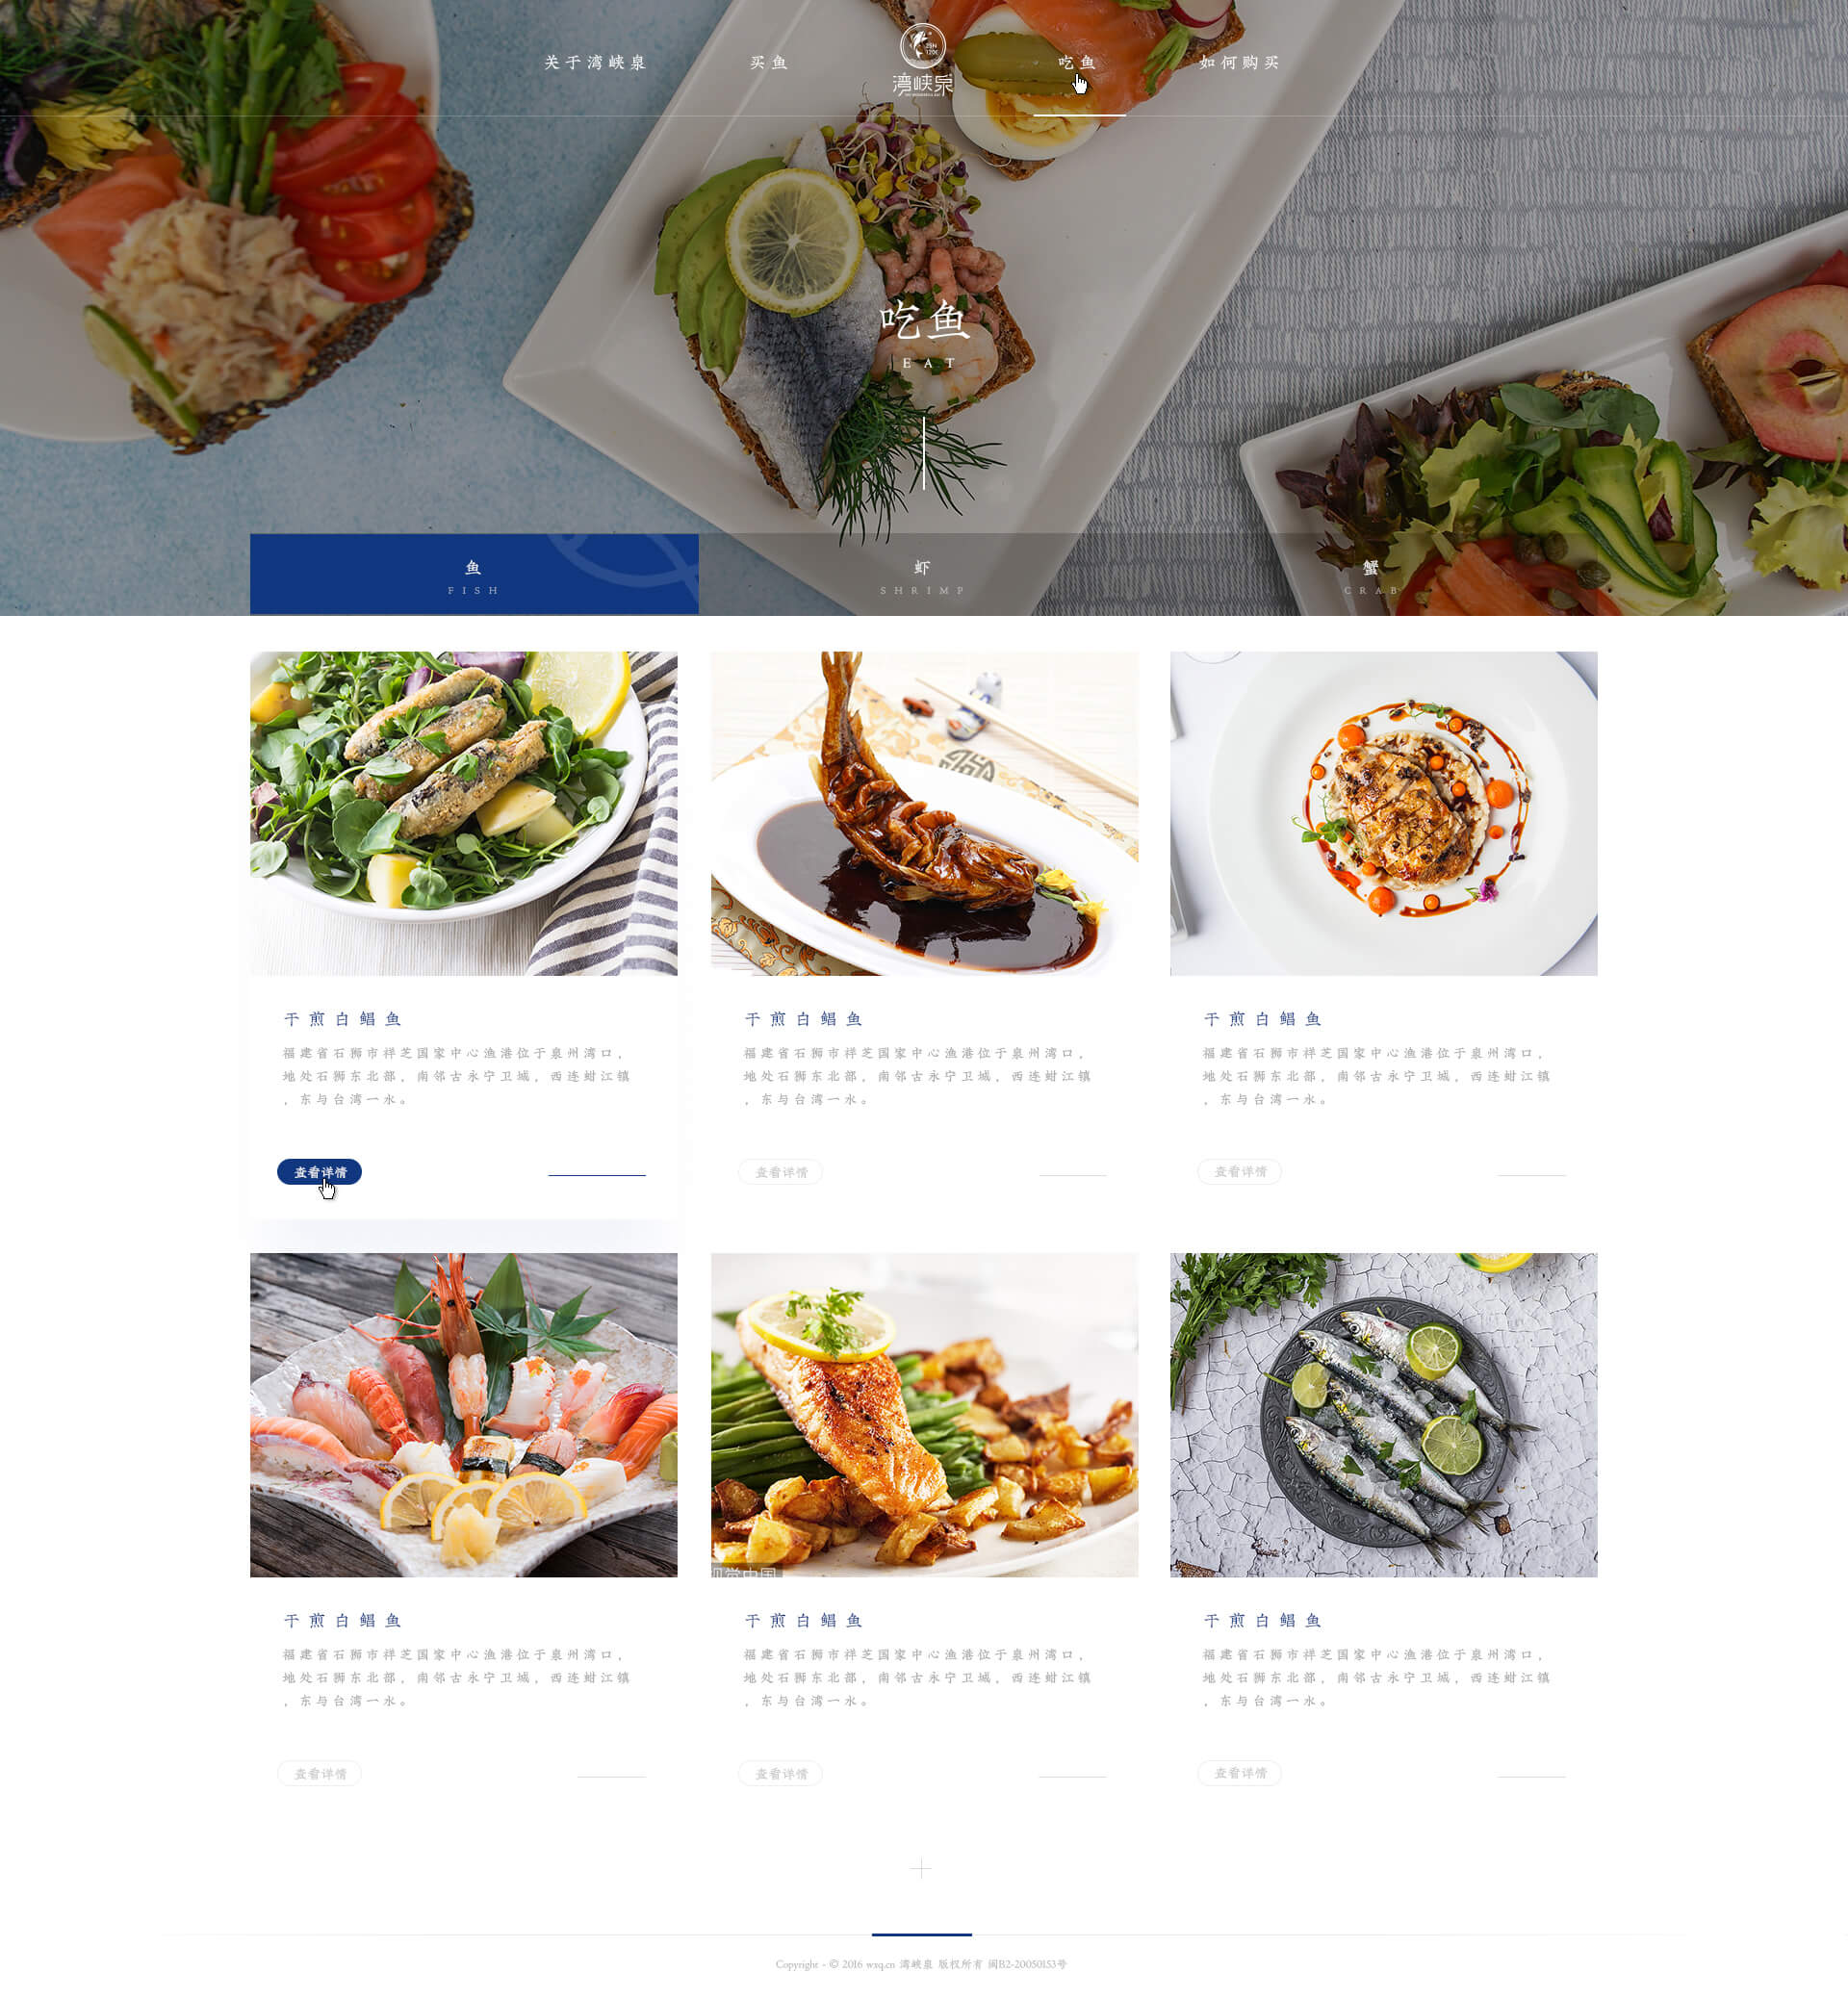 关于湾峡泉
买鱼
25N
120E
湾峡泉
吃鱼
如何购买
吃鱼
EAT
鱼
FISH
虾
SHRIMP
蟹
CRAB
干煎白鲳鱼
福建省石狮市祥芝国家中心渔港位于泉州湾口，
地处石狮东北部，南邻古永宁卫城，西连蚶江镇
，东与台湾一水。
查看详情
干煎白鲳鱼
福建省石狮市祥芝国家中心渔港位于泉州湾口，
地处石狮东北部，南邻古永宁卫城，西连蚶江镇
，东与台湾一水。
查看详情
干煎白鲳鱼
福建省石狮市祥芝国家中心渔港位于泉州湾口，
地处石狮东北部，南邻古永宁卫城，西连蚶江镇
，东与台湾一水。
查看详情
视觉中国
干煎白鲳鱼
福建省石狮市祥芝国家中心渔港位于泉州湾口，
地处石狮东北部，南邻古永宁卫城，西连蚶江镇
，东与台湾一水。
查看详情
干煎白鲳鱼
福建省石狮市祥芝国家中心渔港位于泉州湾口，
地处石狮东北部，南邻古永宁卫城，西连蚶江镇
，东与台湾一水。
查看详情
干煎白鲳鱼
福建省石狮市祥芝国家中心渔港位于泉州湾口，
地处石狮东北部，南邻古永宁卫城，西连蚶江镇
，东与台湾一水。
查看详情
Copyright - © 2016 wxq.cn 湾峡泉 版权所有 闽B2-20050153号